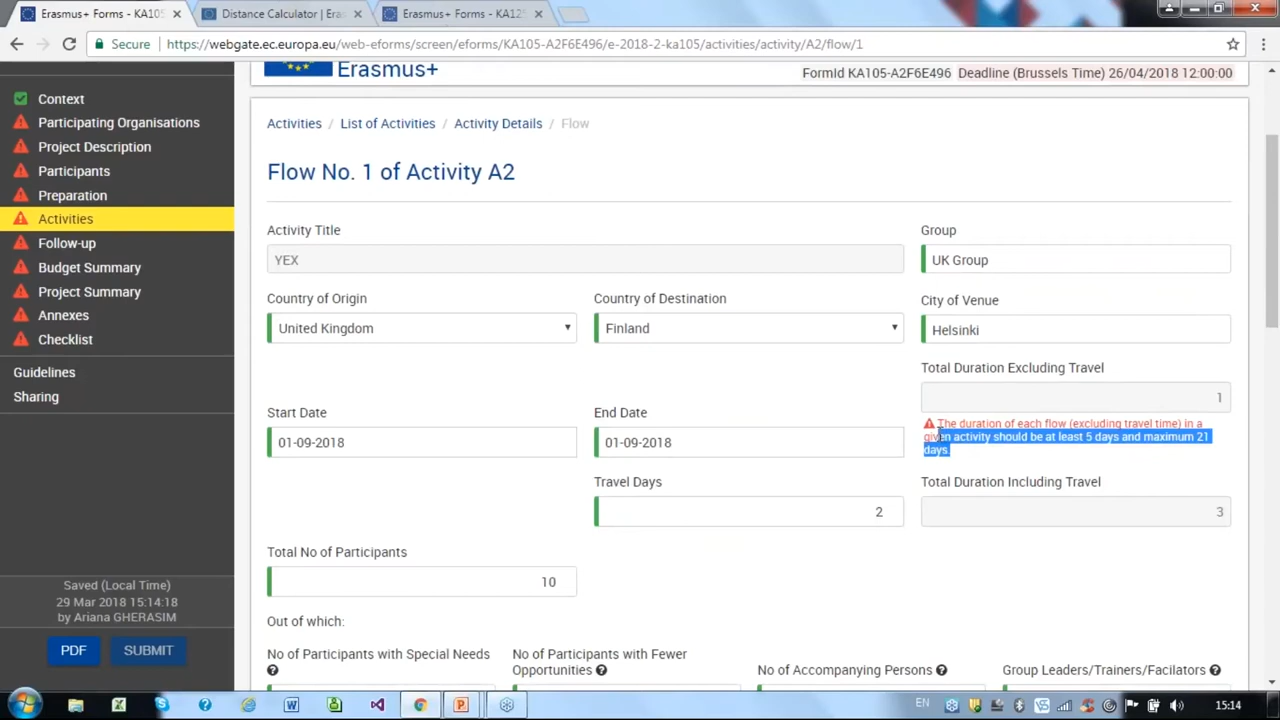 Erasmus+ Forms - KA105
Distance Calculator | Eras
Erasmus+ Forms - KA12
Secure
https://webgate.ec.europa.eu/web-eforms/screen/eforms/KA105-A2F6E496/e-2018-2-ka105/activities/activity/A2/flow/1
Erasmus+
FormId KA105-A2F6E496 Deadline (Brussels Time) 26/04/2018 12:00:00
Context
Participating Organisations
Project Description
Participants
Preparation
Activities
Follow-up
Budget Summary
Project Summary
Annexes
Checklist
Guidelines
Sharing
Saved (Local Time)
29 Mar 2018 15:14:18
by Ariana GHERASIM
PDF
SUBMIT
Activities / List of Activities / Activity Details / Flow
Flow No. 1 of Activity A2
Activity Title
YEX
Group
UK Group
Country of Origin
United Kingdom
Country of Destination
Finland
City of Venue
Helsinki
Total Duration Excluding Travel
1
The duration of each flow (excluding travel time) in a
given activity should be at least 5 days and maximum 21
days.
Start Date
01-09-2018
End Date
01-09-2018
Travel Days
2
Total Duration Including Travel
3
Total No of Participants
10
Out of which:
No of Participants with Special Needs
No of Participants with Fewer
Opportunities
No of Accompanying Persons
Group Leaders/Trainers/Facilators
EN
15:14